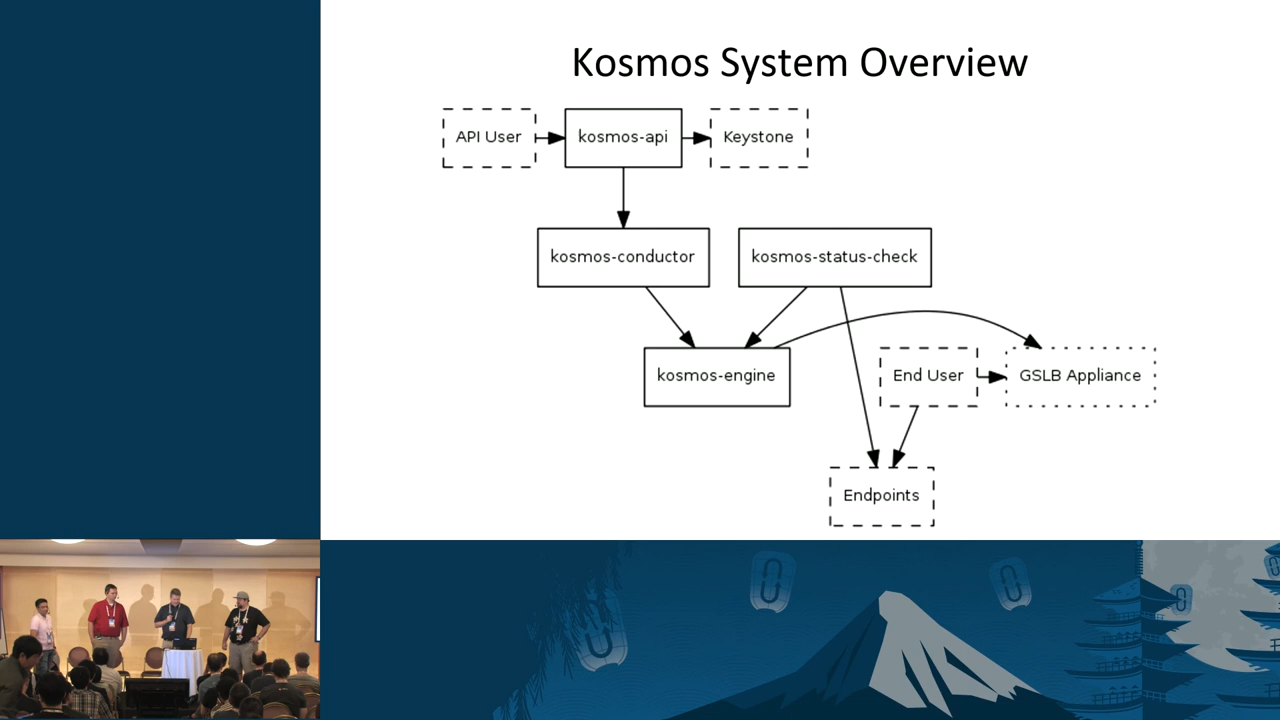 Kosmos System Overview
API User
kosmos-api
Keystone
kosmos-conductor
kosmos-status-check
kosmos-engine
End User
GSLB Appliance
Endpoints